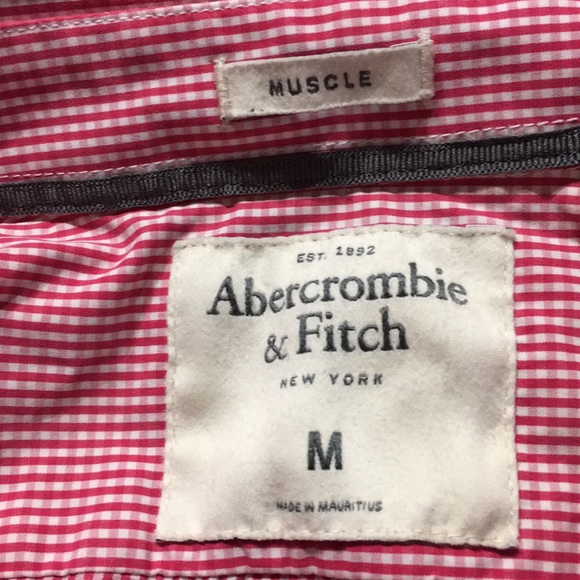 MUSCLE
EST. 1892
Abercrombie
& Fitch
NEW YORK
M
MADE IN MAURITIUS